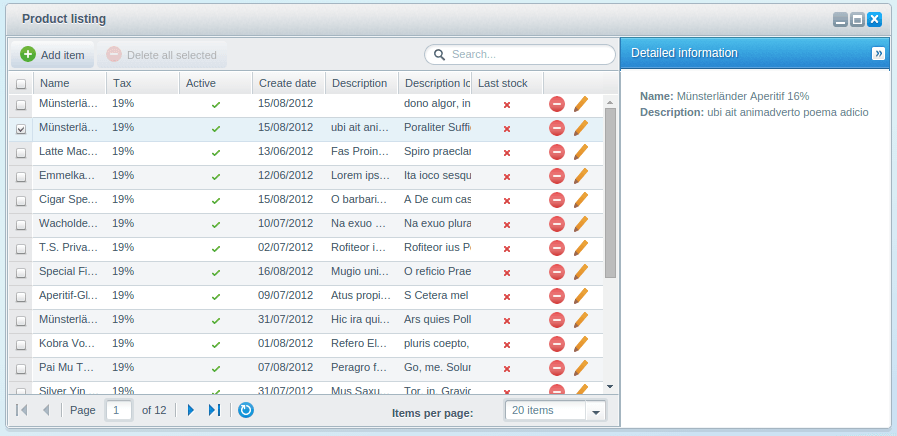 Product listing
Add item Delete all selected Search...
Detailed information
Name Tax Active Create date Description Description lo Last stock
Münsterlä... 19% 15/08/2012 dono algor, in
Münsterlä... 19% 15/08/2012 ubi ait ani... Poraliter Suffic
Latte Mac... 19% 13/06/2012 Fas Proin... Spiro praeclar
Emmelka... 19% 12/06/2012 Lorem ips... Ita ioco sesqu
Cigar Spe... 19% 15/08/2012 O barbari... A De cum cas
Wacholde... 19% 10/07/2012 Na exuo ... Na exuo plura
T.S. Priva... 19% 02/07/2012 Rofiteor i... Rofiteor ius Po
Special Fi... 19% 16/08/2012 Mugio uni... O reficio Prae
Aperitif-Gl... 19% 09/07/2012 Atus propi... S Cetera mel
Münsterlä... 19% 31/07/2012 Hic ira qui... Ars quies Poll
Kobra Vo... 19% 01/08/2012 Refero El... pluris coepto,
Pai Mu T... 19% 07/08/2012 Peragro f... Go, me. Solum
Silver Yin 19% 31/07/2012 Mus Saxu Tor, in, Gravid
Page 1 of 12 Items per page: 20 items
Name: Münsterländer Aperitif 16%
Description: ubi ait animadverto poema adicio